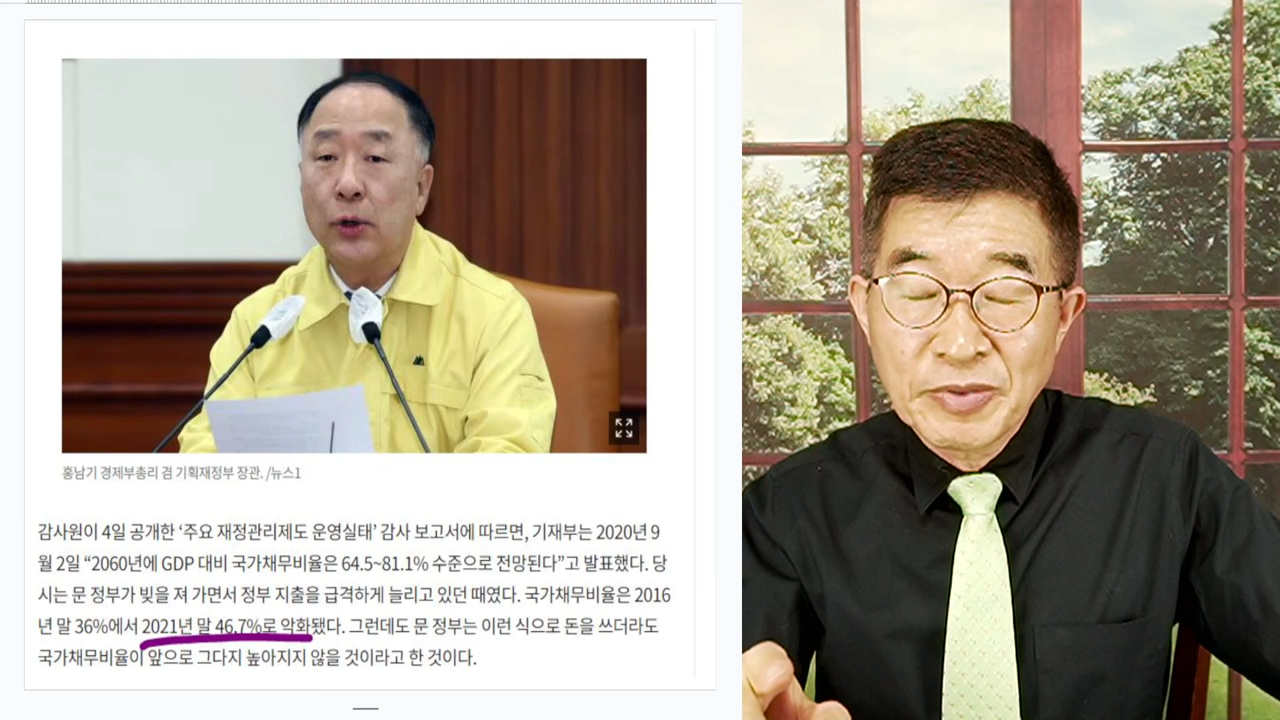 홍남기 경제부총리 겸 기획재정부 장관. /뉴스1
감사원이 4일 공개한 ‘주요 재정관리제도 운영실태’ 감사 보고서에 따르면, 기재부는 2020년 9
월 2일 “2060년에 GDP 대비 국가채무비율은 64.5~81.1% 수준으로 전망된다”고 발표했다. 당
시는 문 정부가 빚을 져 가면서 정부 지출을 급격하게 늘리고 있던 때였다. 국가채무비율은 2016
년 말 36%에서 2021년 말 46.7%로 악화됐다. 그런데도 문 정부는 이런 식으로 돈을 쓰더라도
국가채무비율이 앞으로 그다지 높아지지 않을 것이라고 한 것이다.